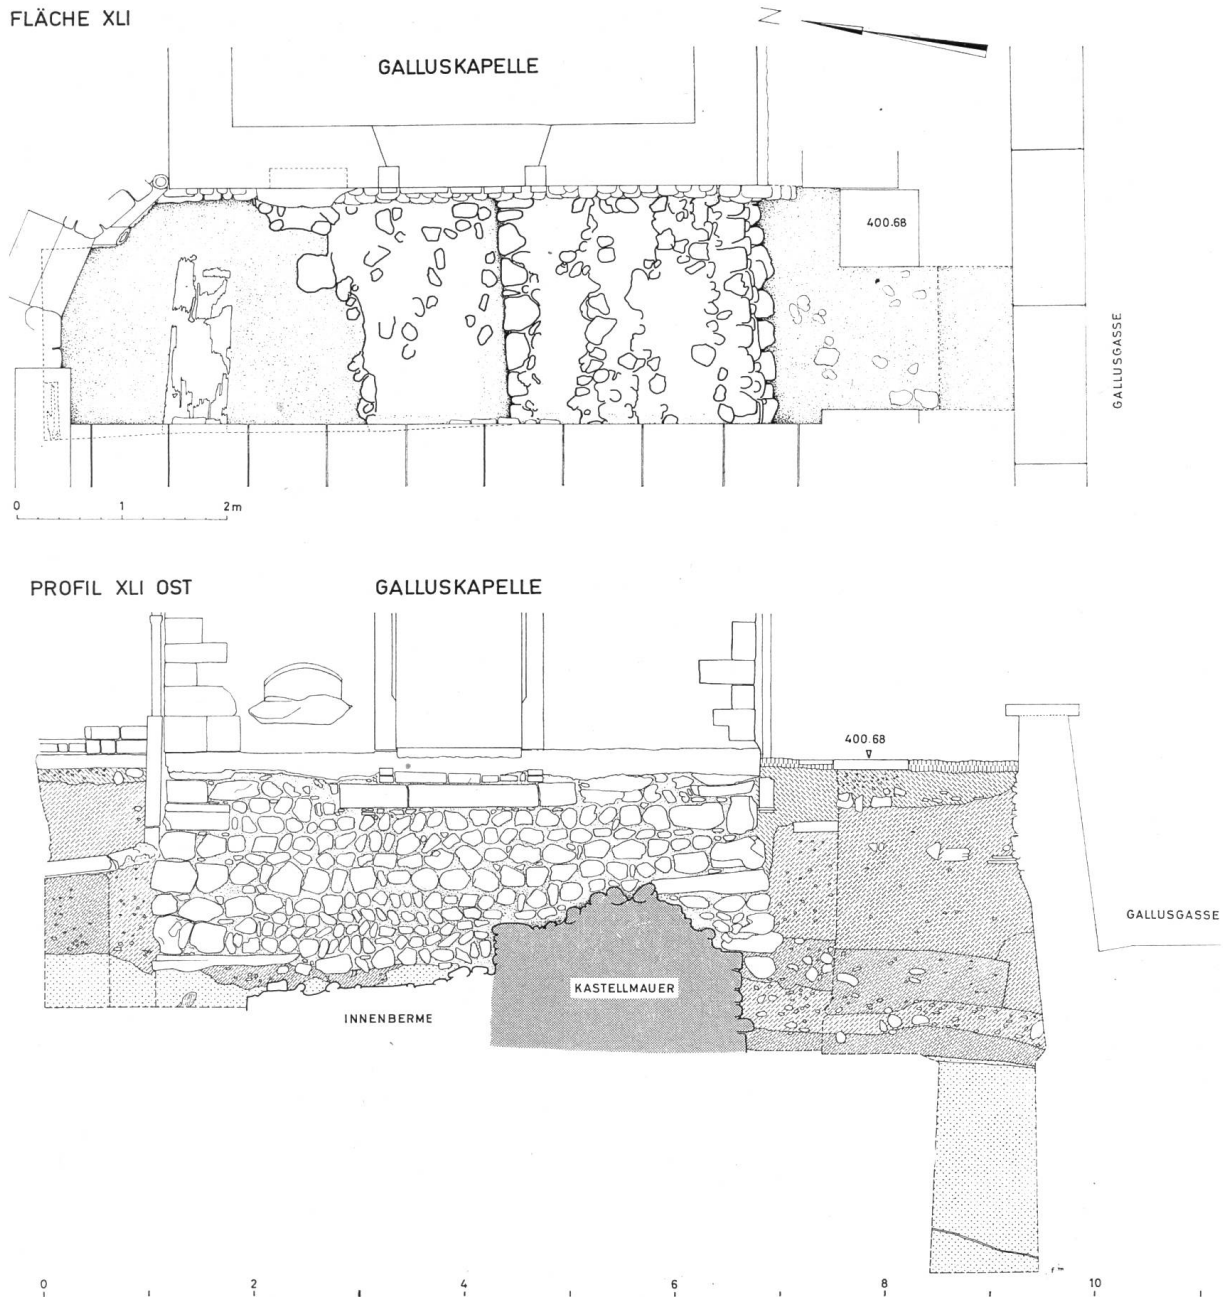 FLÄCHE XLI
N
GALLUSKAPELLE
400.68
GALLUSGASSE
0 1 2 m
PROFIL XLI OST
GALLUSKAPELLE
400.68
GALLUSGASSE
KASTELLMAUER
INNENBERME
0 2 4 6 8 10